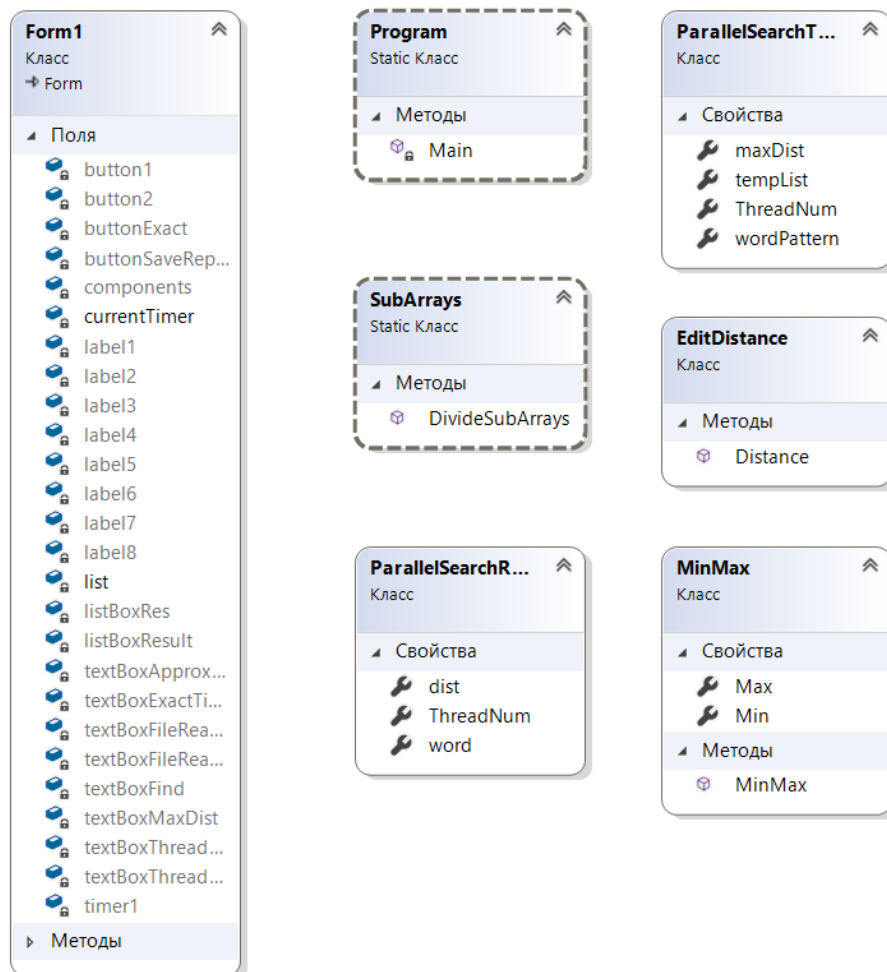 Form1
Класс
Form
Поля
button1
button2
buttonExact
buttonSaveRep...
components
currentTimer
label1
label2
label3
label4
label5
label6
label7
label8
list
listBoxRes
listBoxResult
textBoxApprox...
textBoxExactTi...
textBoxFileRea...
textBoxFileRea...
textBoxFind
textBoxMaxDist
textBoxThread...
textBoxThread...
timer1
Методы
Program
Static Класс
Методы
Main
SubArrays
Static Класс
Методы
DivideSubArrays
ParallelSearchR...
Класс
Свойства
dist
ThreadNum
word
ParallelSearchT...
Класс
Свойства
maxDist
tempList
ThreadNum
wordPattern
EditDistance
Класс
Методы
Distance
MinMax
Класс
Свойства
Max
Min
Методы
MinMax